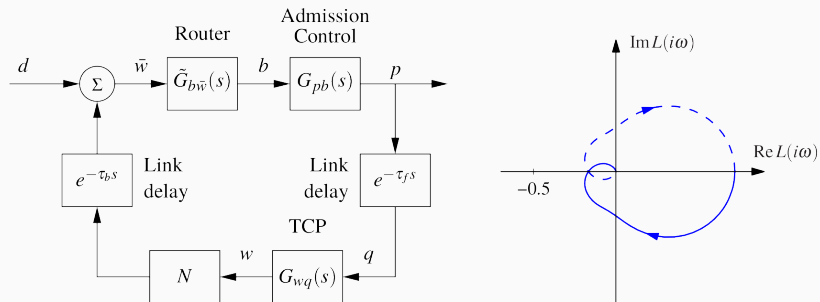 Router
Admission
Control
d
Σ
w̄
G̃_{bw̄}(s)
b
G_{pb}(s)
p
e^{−τ_b s}
Link
delay
Link
delay
e^{−τ_f s}
TCP
N
w
G_{wq}(s)
q
Im L(iω)
Re L(iω)
−0.5